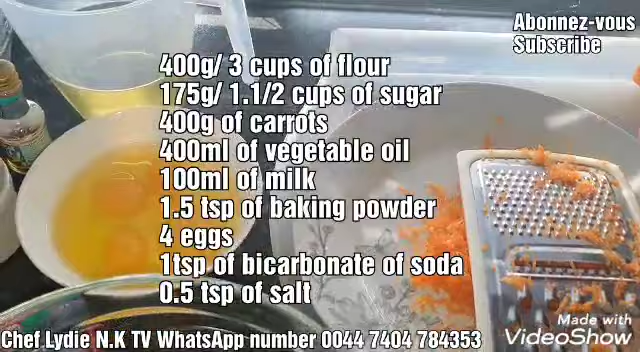 Abonnez-vous
Subscribe
400g/ 3 cups of flour
175g/ 1.1/2 cups of sugar
400g of carrots
400ml of vegetable oil
100ml of milk
1.5 tsp of baking powder
4 eggs
1tsp of bicarbonate of soda
0.5 tsp of salt
Chef Lydie N.K TV WhatsApp number 0044 7404 784353
Made with
VideoShow